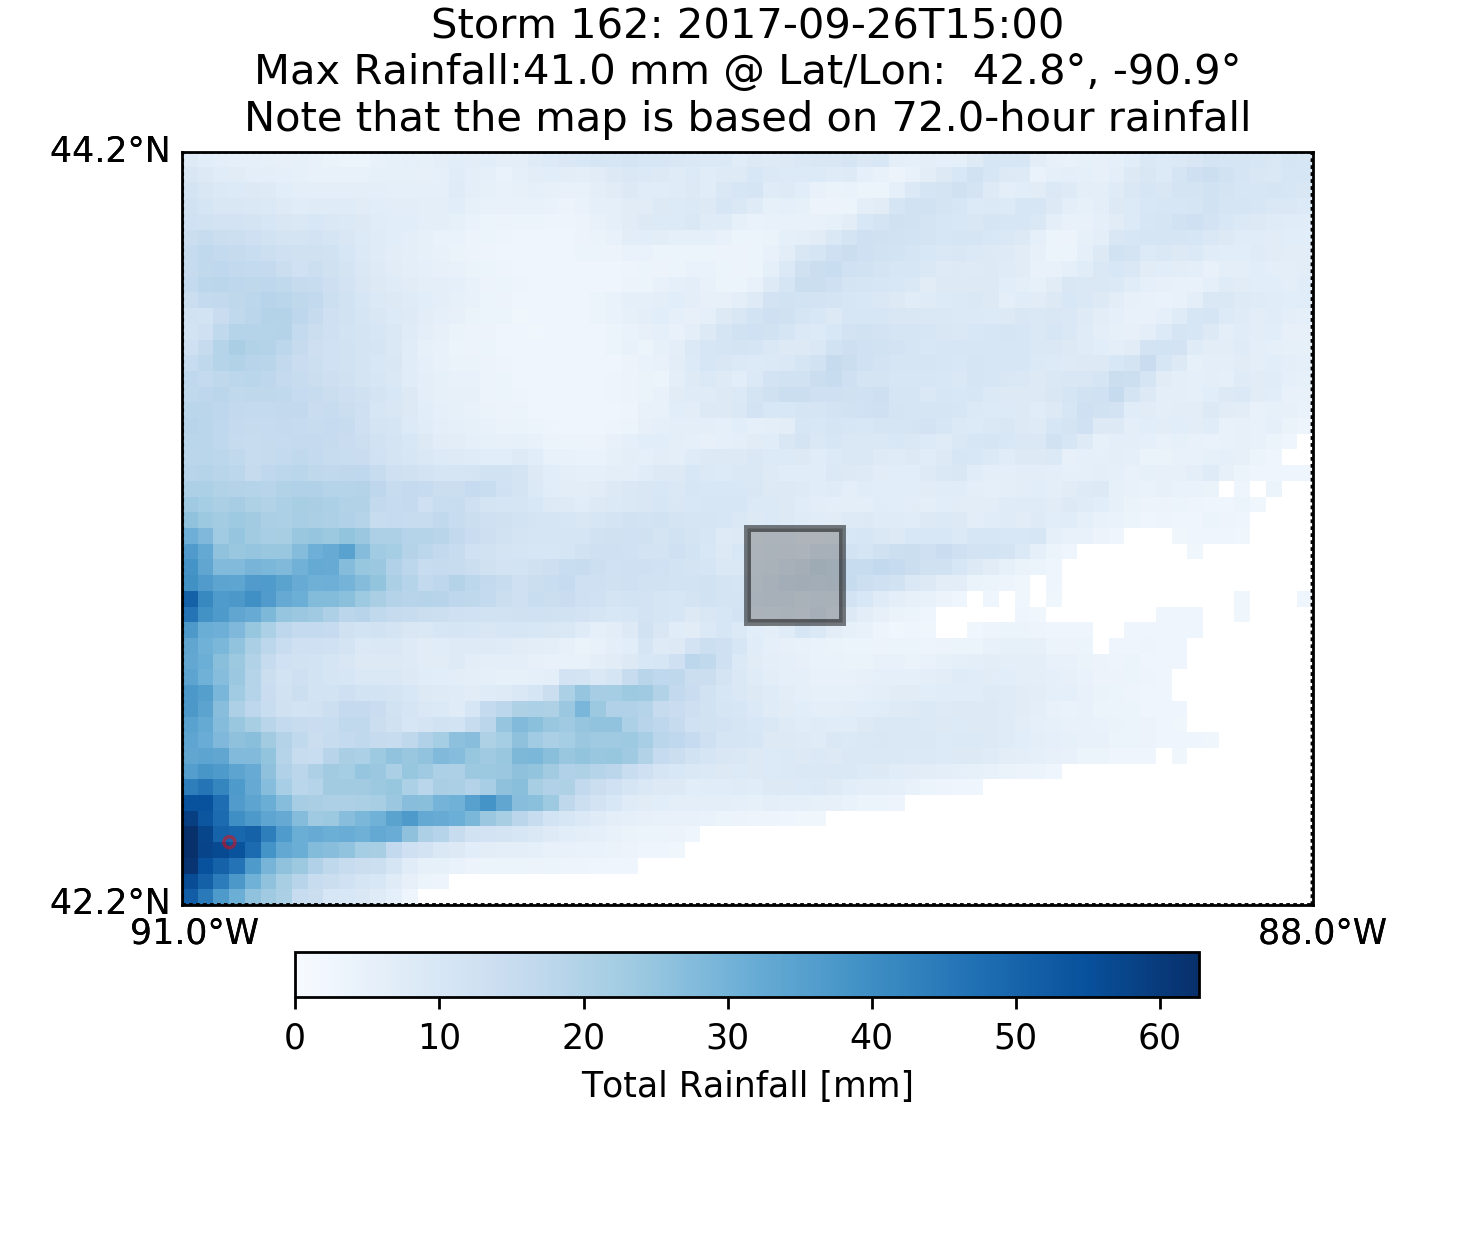 Storm 162: 2017-09-26T15:00
Max Rainfall:41.0 mm @ Lat/Lon:  42.8°, -90.9°
Note that the map is based on 72.0-hour rainfall
44.2°N
42.2°N
91.0°W 88.0°W
0 10 20 30 40 50 60
Total Rainfall [mm]